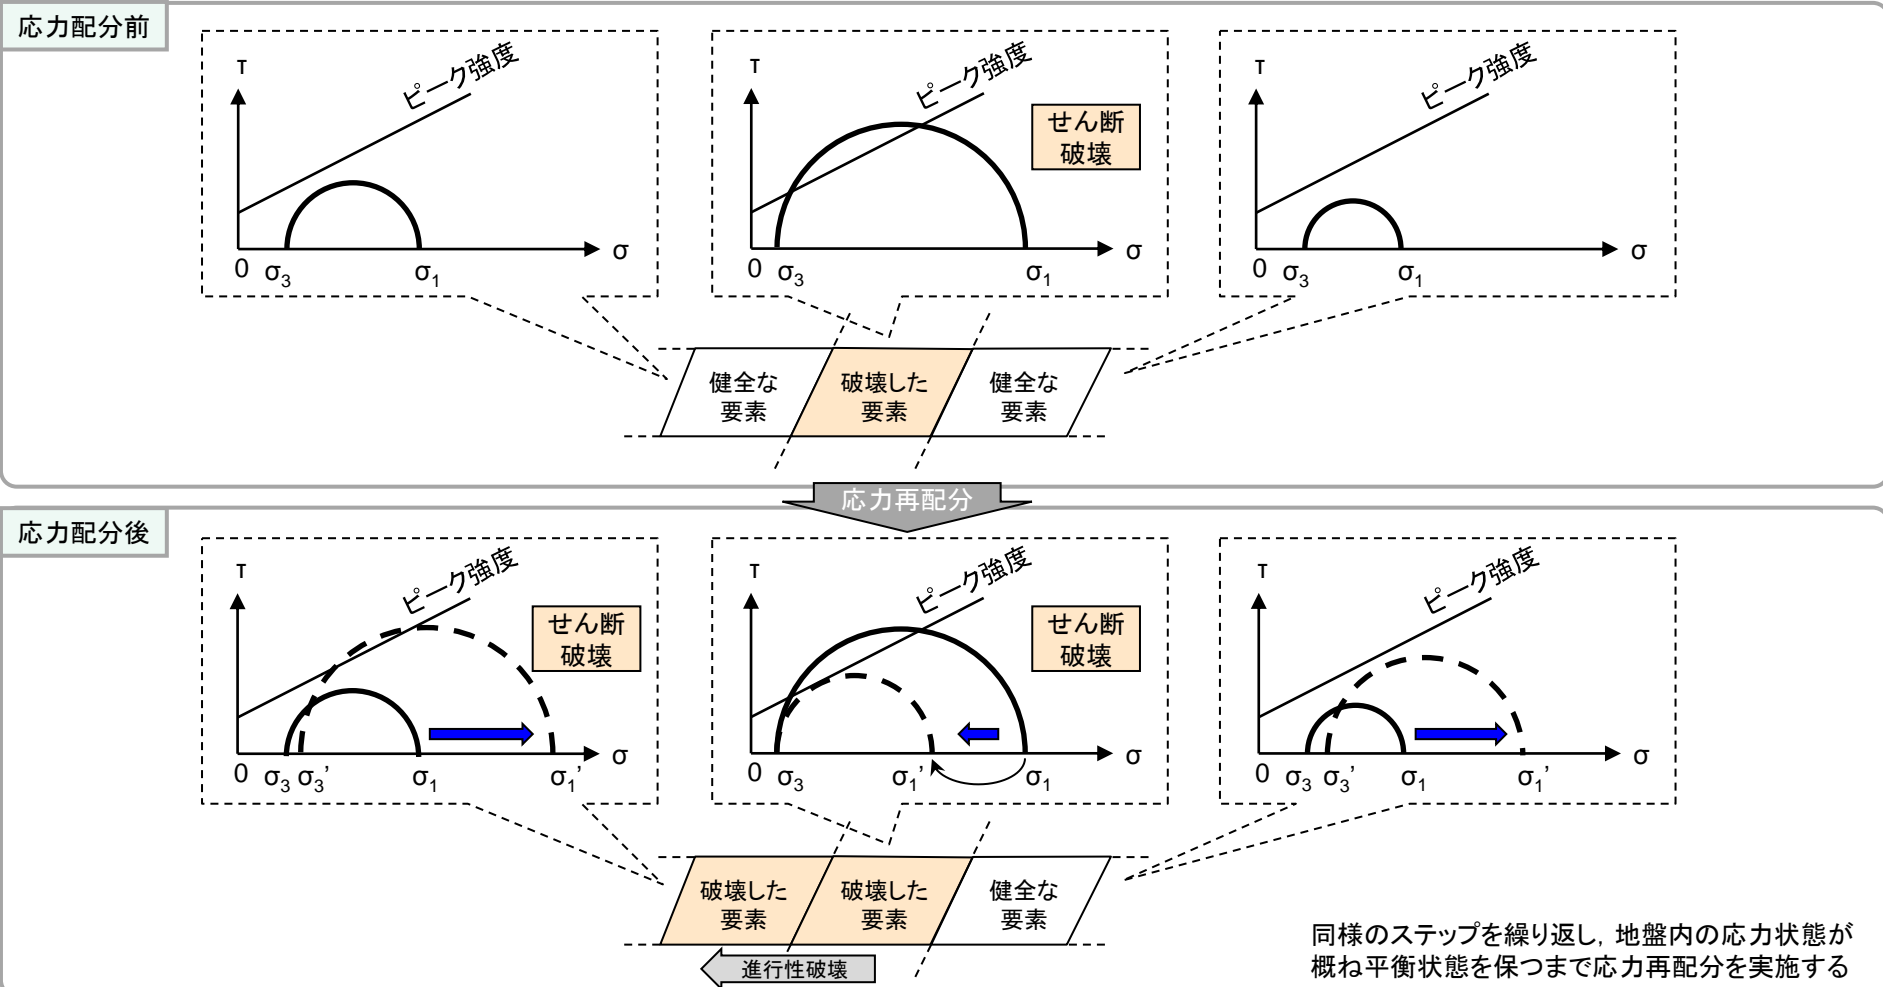 応力配分前
τ
ピーク強度
0
σ3
σ1
σ
τ
ピーク強度
せん断
破壊
0
σ3
σ1
σ
τ
ピーク強度
0
σ3
σ1
σ
健全な
要素
破壊した
要素
健全な
要素
応力再配分
応力配分後
τ
ピーク強度
せん断
破壊
0
σ3
σ3’
σ1
σ1’
σ
τ
ピーク強度
せん断
破壊
0
σ3
σ1’
σ1
σ
τ
ピーク強度
0
σ3
σ3’
σ1
σ1’
σ
破壊した
要素
破壊した
要素
健全な
要素
進行性破壊
同様のステップを繰り返し，地盤内の応力状態が
概ね平衡状態を保つまで応力再配分を実施する